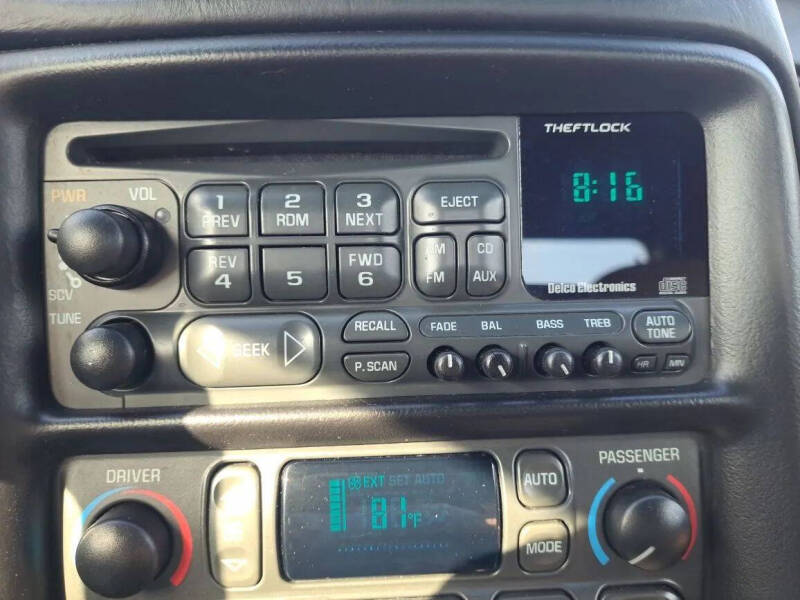 THEFTLOCK
8:16
PWR
VOL
1 PREV
2 RDM
3 NEXT
EJECT
REV 4
5
FWD 6
AM FM
CD AUX
SCV
Delco Electronics
disc
TUNE
SEEK
RECALL
P.SCAN
FADE BAL BASS TREB
AUTO TONE
HR MN
DRIVER
PASSENGER
EXT SET AUTO
81°F
AUTO
MODE